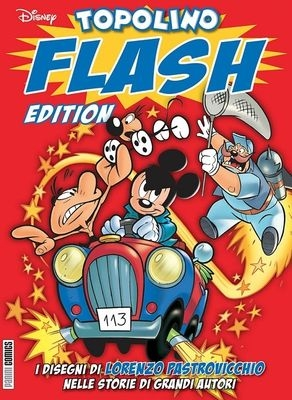 Disney
TOPOLINO
FLASH
EDITION
113
I DISEGNI DI LORENZO PASTROVICCHIO
NELLE STORIE DI GRANDI AUTORI
PANINI COMICS